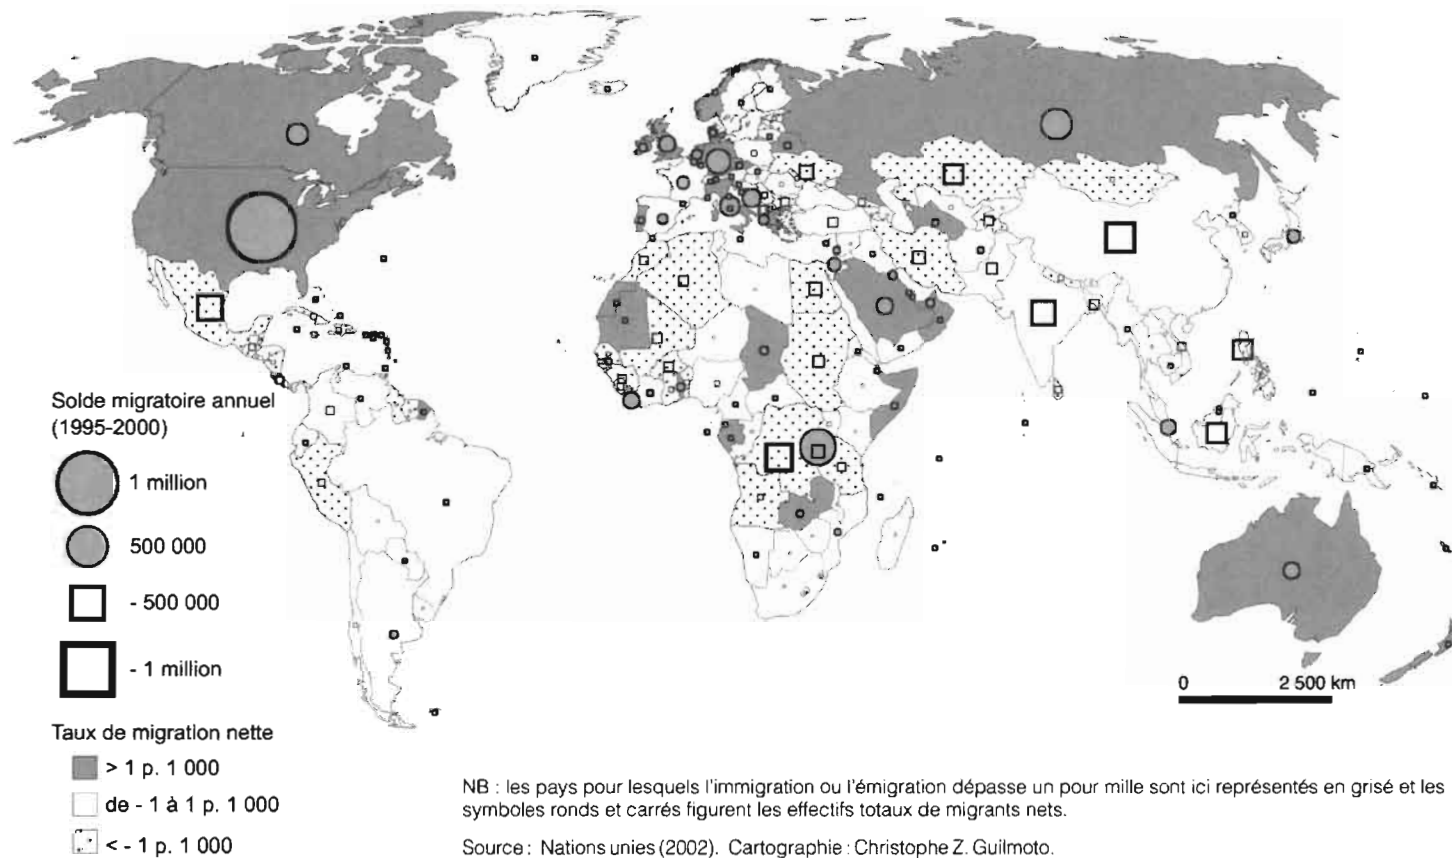 Solde migratoire annuel
(1995-2000)
1 million
500 000
- 500 000
- 1 million
Taux de migration nette
> 1 p. 1 000
de - 1 à 1 p. 1 000
< - 1 p. 1 000
0 2 500 km
NB : les pays pour lesquels l'immigration ou l'émigration dépasse un pour mille sont ici représentés en grisé et les
symboles ronds et carrés figurent les effectifs totaux de migrants nets.
Source : Nations unies (2002). Cartographie : Christophe Z. Guilmoto.